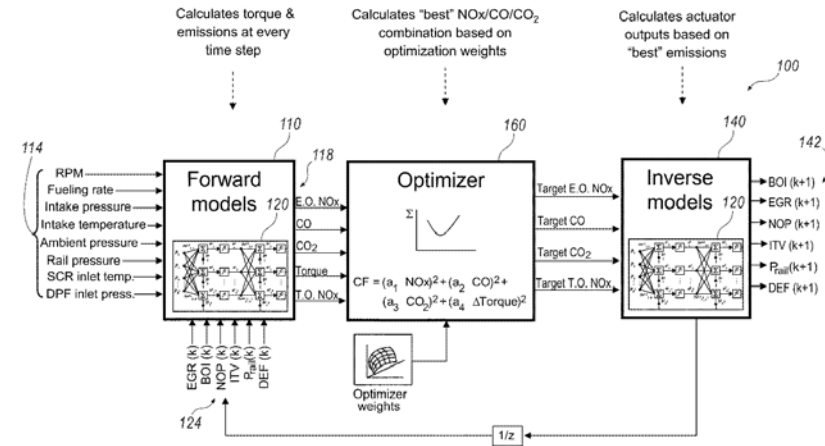 Calculates torque &
emissions at every
time step
Calculates "best" NOx/CO/CO2
combination based on
optimization weights
Calculates actuator
outputs based on
"best" emissions
100
114
RPM
Fueling rate
Intake pressure
Intake temperature
Ambient pressure
Rail pressure
SCR inlet temp.
DPF inlet press.
110
Forward
models
120
118
E.O. NOx
CO
CO2
Torque
T.O. NOx
160
Optimizer
Σ
CF = (a1 NOx)2+(a2 CO)2+
(a3 CO2)2+(a4 ΔTorque)2
Target E.O. NOx
Target CO
Target CO2
Target T.O. NOx
140
Inverse
models
120
142
BOI (k+1)
EGR (k+1)
NOP (k+1)
ITV (k+1)
Prail(k+1)
DEF (k+1)
EGR (k)
BOI (k)
NOP (k)
ITV (k)
Prail(k)
DEF (k)
124
Optimizer
weights
1/z